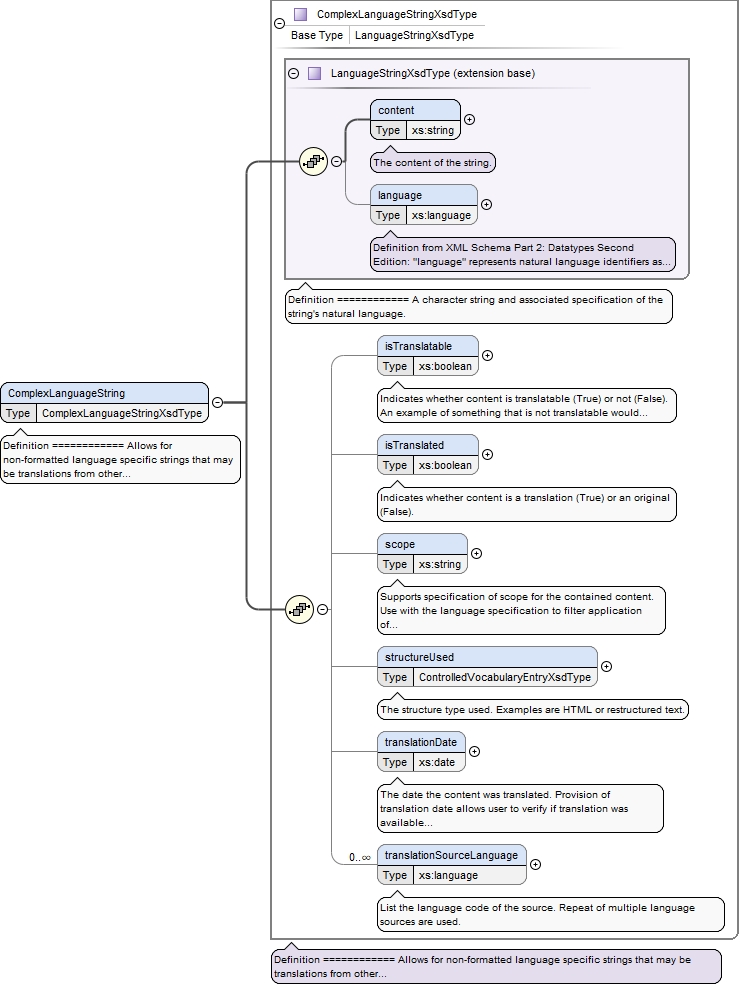 ComplexLanguageStringXsdType
Base Type LanguageStringXsdType
LanguageStringXsdType (extension base)
content
Type xs:string
The content of the string.
language
Type xs:language
Definition from XML Schema Part 2: Datatypes Second
Edition: "language" represents natural language identifiers as...
Definition ============ A character string and associated specification of the
string's natural language.
ComplexLanguageString
Type ComplexLanguageStringXsdType
Definition ============ Allows for
non-formatted language specific strings that may
be translations from other...
isTranslatable
Type xs:boolean
Indicates whether content is translatable (True) or not (False).
An example of something that is not translatable would...
isTranslated
Type xs:boolean
Indicates whether content is a translation (True) or an original
(False).
scope
Type xs:string
Supports specification of scope for the contained content.
Use with the language specification to filter application
of...
structureUsed
Type ControlledVocabularyEntryXsdType
The structure type used. Examples are HTML or restructured text.
translationDate
Type xs:date
The date the content was translated. Provision of
translation date allows user to verify if translation was
available...
0..∞
translationSourceLanguage
Type xs:language
List the language code of the source. Repeat of multiple language
sources are used.
Definition ============ Allows for non-formatted language specific strings that may be
translations from other...